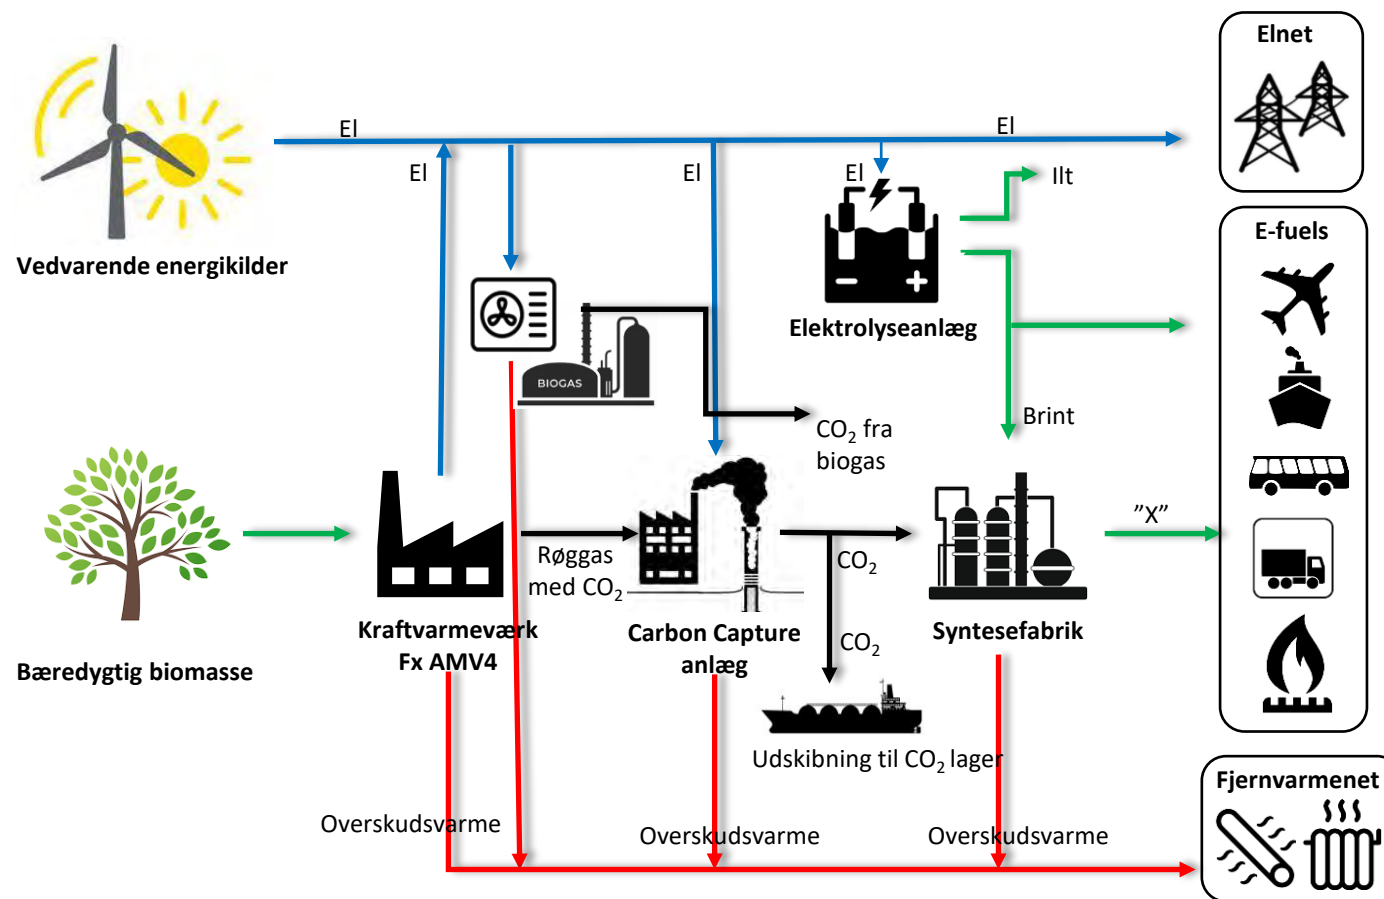 Elnet
El
El
El
El
El
Ilt
E-fuels
Vedvarende energikilder
Elektrolyseanlæg
BIOGAS
Brint
CO₂ fra
biogas
"X"
Røggas
med CO₂
CO₂
Kraftvarmeværk
Fx AMV4
Carbon Capture
anlæg
CO₂
Syntesefabrik
Bæredygtig biomasse
Udskibning til CO₂ lager
Fjernvarmenet
Overskudsvarme
Overskudsvarme
Overskudsvarme